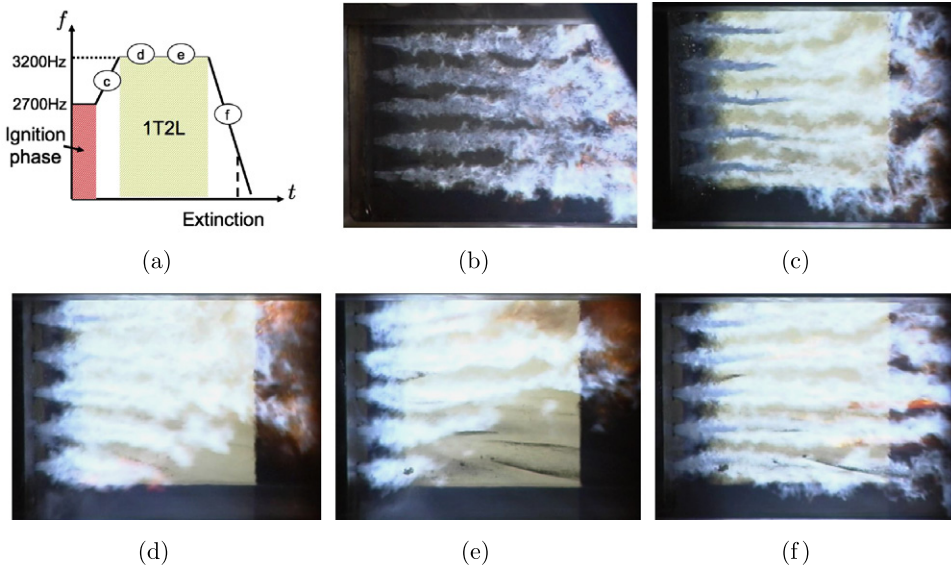 f
3200Hz
2700Hz
Ignition
phase
c
d
e
f
1T2L
t
Extinction
(a)
(b)
(c)
(d)
(e)
(f)